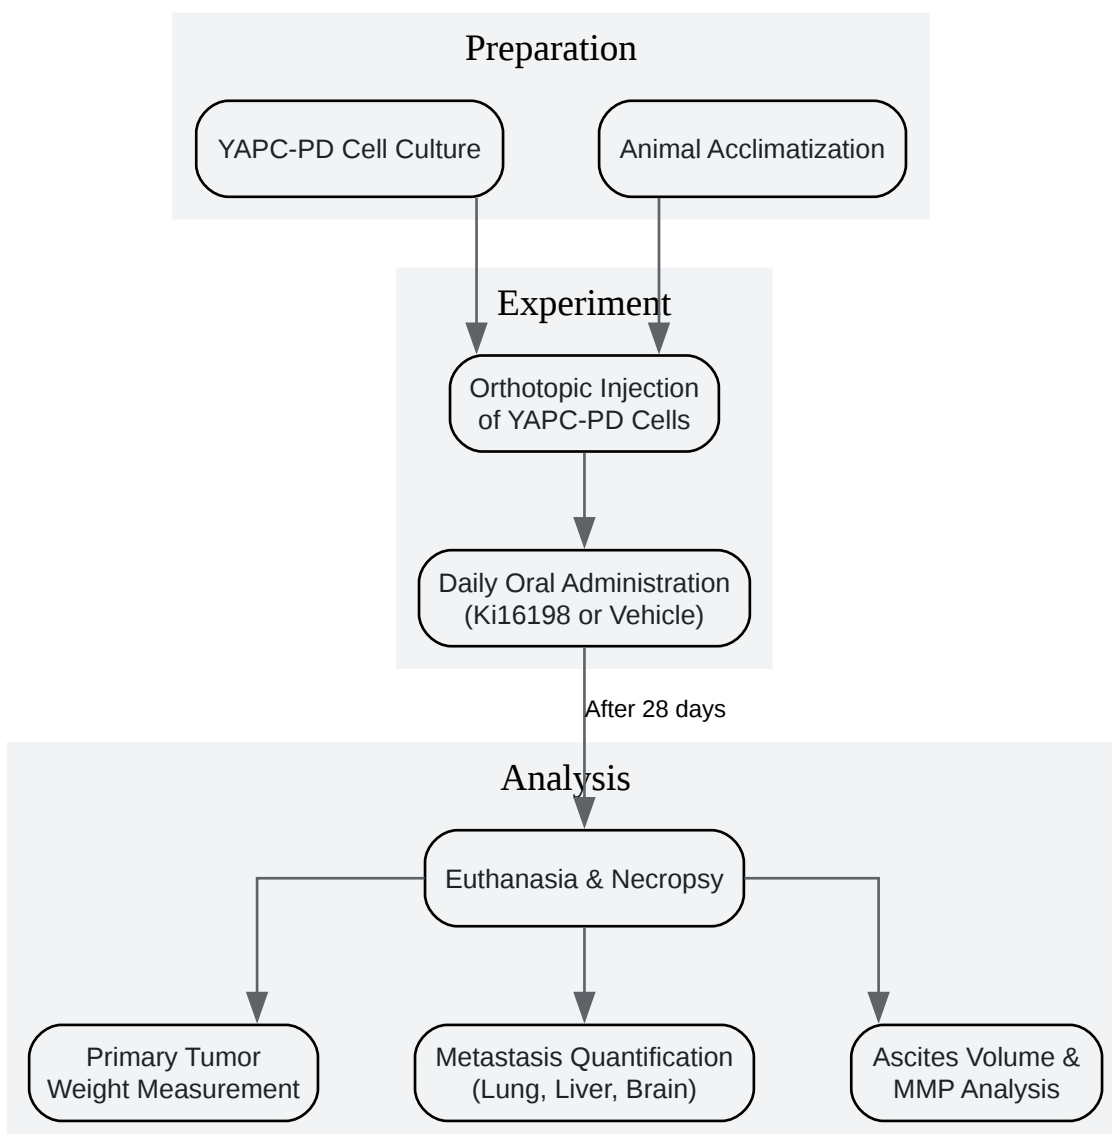 Preparation
YAPC-PD Cell Culture
Animal Acclimatization
Experiment
Orthotopic Injection
of YAPC-PD Cells
Daily Oral Administration
(Ki16198 or Vehicle)
After 28 days
Analysis
Euthanasia & Necropsy
Primary Tumor
Weight Measurement
Metastasis Quantification
(Lung, Liver, Brain)
Ascites Volume &
MMP Analysis